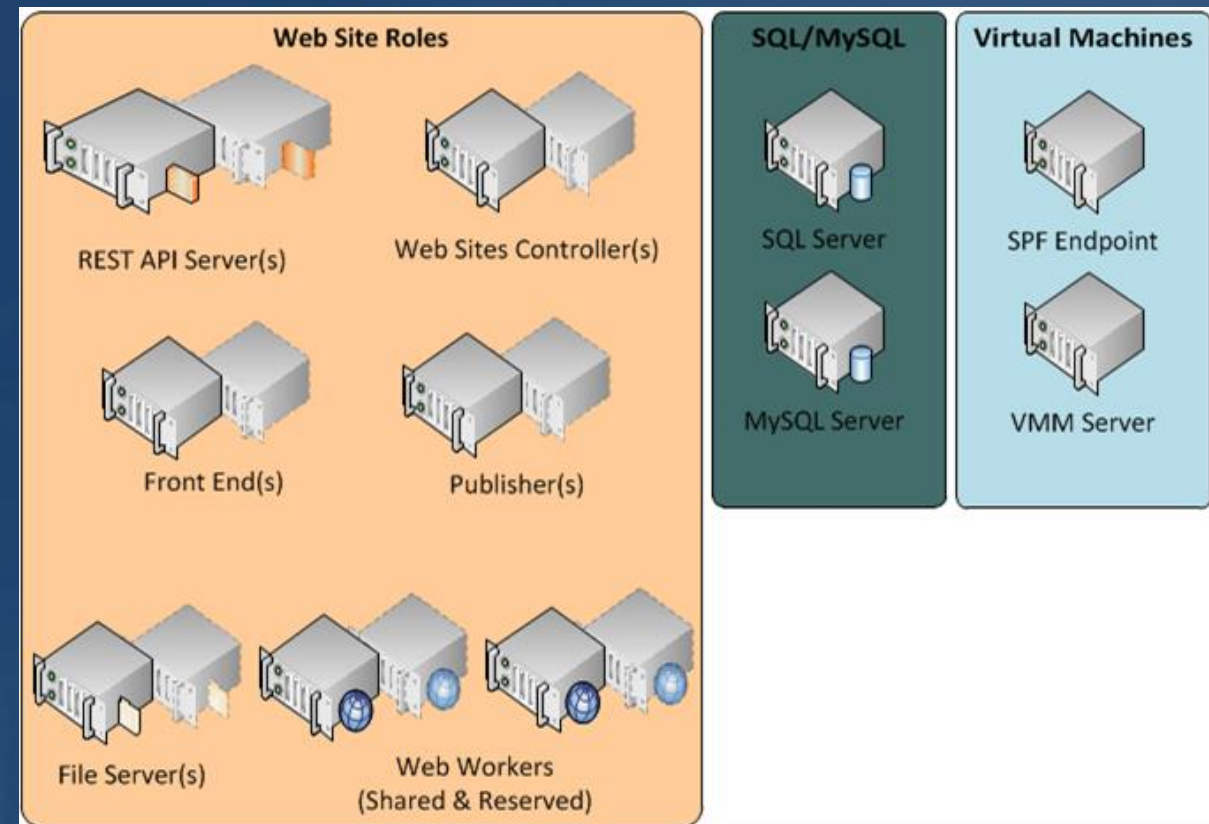 Web Site Roles
REST API Server(s)
Web Sites Controller(s)
Front End(s)
Publisher(s)
File Server(s)
Web Workers
(Shared & Reserved)
SQL/MySQL
SQL Server
MySQL Server
Virtual Machines
SPF Endpoint
VMM Server